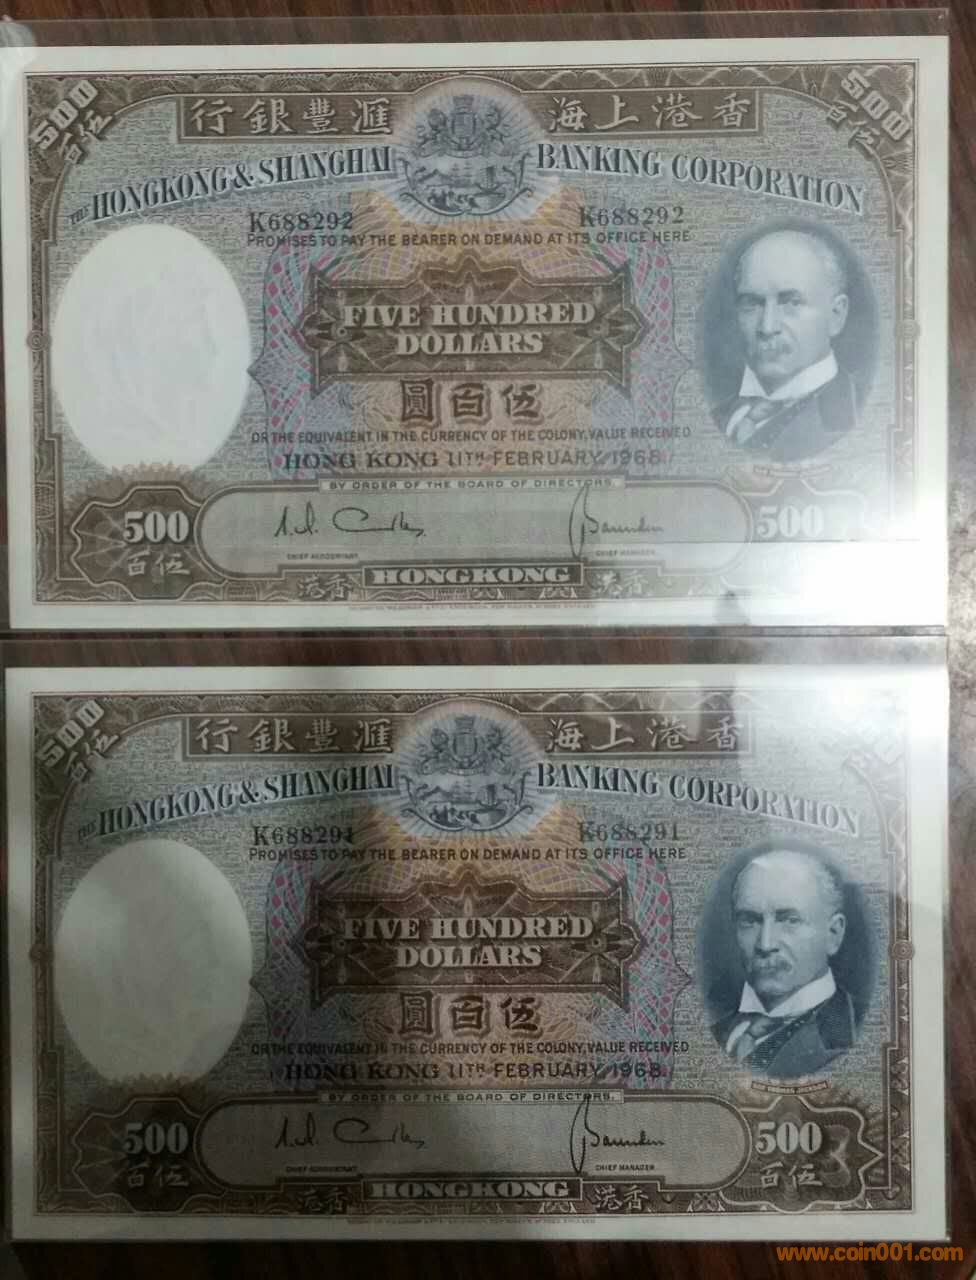 500 500
百伍 百伍
行銀豐滙 海上港香
THE HONGKONG & SHANGHAI BANKING CORPORATION
K688292 K688292
PROMISES TO PAY THE BEARER ON DEMAND AT ITS OFFICE HERE
FIVE HUNDRED
DOLLARS
圓百伍
OR THE EQUIVALENT IN THE CURRENCY OF THE COLONY, VALUE RECEIVED
HONG KONG 11TH FEBRUARY, 1968.
BY ORDER OF THE BOARD OF DIRECTORS.
500 500
百伍
CHIEF ACCOUNTANT. CHIEF MANAGER.
港香 HONGKONG 港香
500
百伍
行銀豐滙 海上港香
THE HONGKONG & SHANGHAI BANKING CORPORATION
K688291 K688291
PROMISES TO PAY THE BEARER ON DEMAND AT ITS OFFICE HERE
FIVE HUNDRED
DOLLARS
圓百伍
OR THE EQUIVALENT IN THE CURRENCY OF THE COLONY, VALUE RECEIVED
HONG KONG 11TH FEBRUARY, 1968.
SIR THOMAS JACKSON
BY ORDER OF THE BOARD OF DIRECTORS.
500 500
百伍 百伍
CHIEF ACCOUNTANT. CHIEF MANAGER.
港香 HONGKONG 港香
www.coin001.com